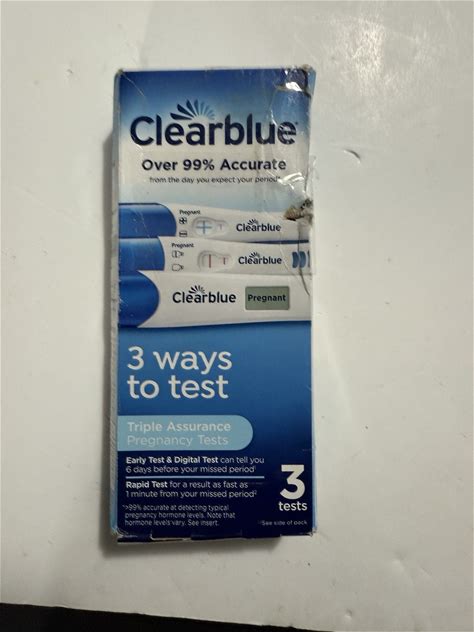 Clearblue
Over 99% Accurate
from the day you expect your period¹
Pregnant
Clearblue
Pregnant
Clearblue
Clearblue
Pregnant
3 ways
to test
Triple Assurance
Pregnancy Tests
Early Test & Digital Test can tell you
6 days before your missed period¹
Rapid Test for a result as fast as
1 minute from your missed period²
3
tests
*>99% accurate at detecting typical
pregnancy hormone levels. Note that
hormone levels vary. See insert.
See side of pack